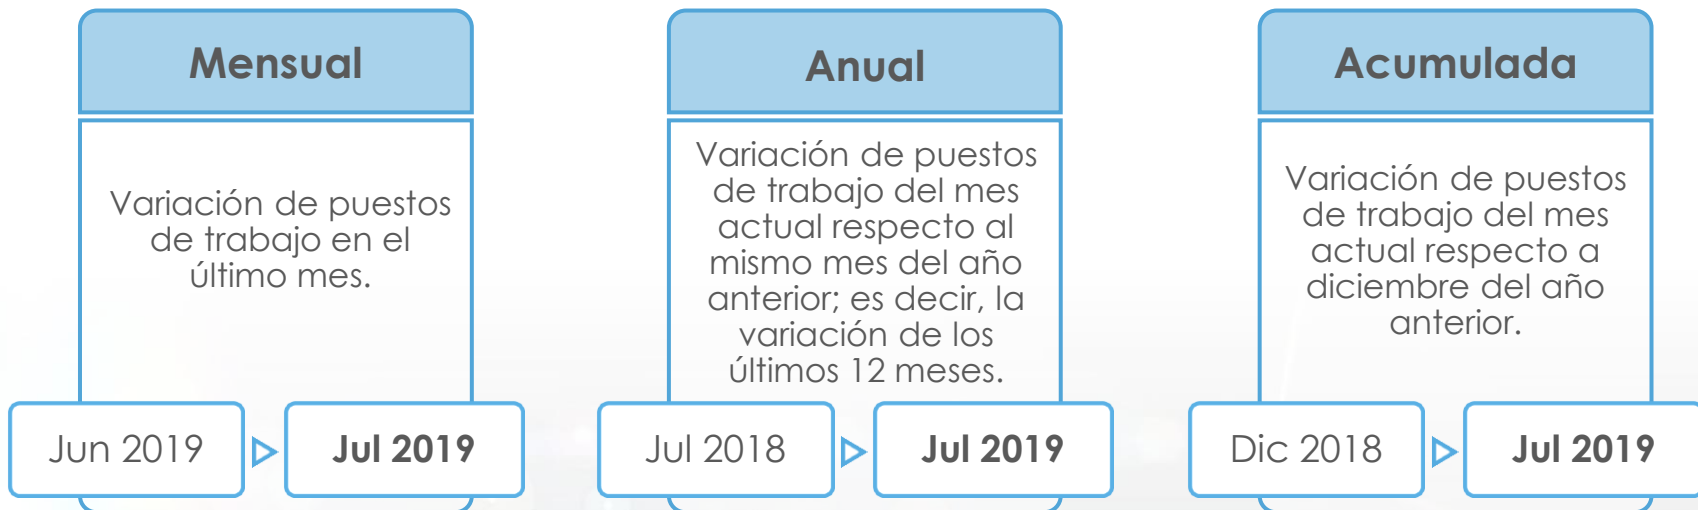 Mensual
Variación de puestos
de trabajo en el
último mes.
Jun 2019
Jul 2019
Anual
Variación de puestos
de trabajo del mes
actual respecto al
mismo mes del año
anterior; es decir, la
variación de los
últimos 12 meses.
Jul 2018
Jul 2019
Acumulada
Variación de puestos
de trabajo del mes
actual respecto a
diciembre del año
anterior.
Dic 2018
Jul 2019